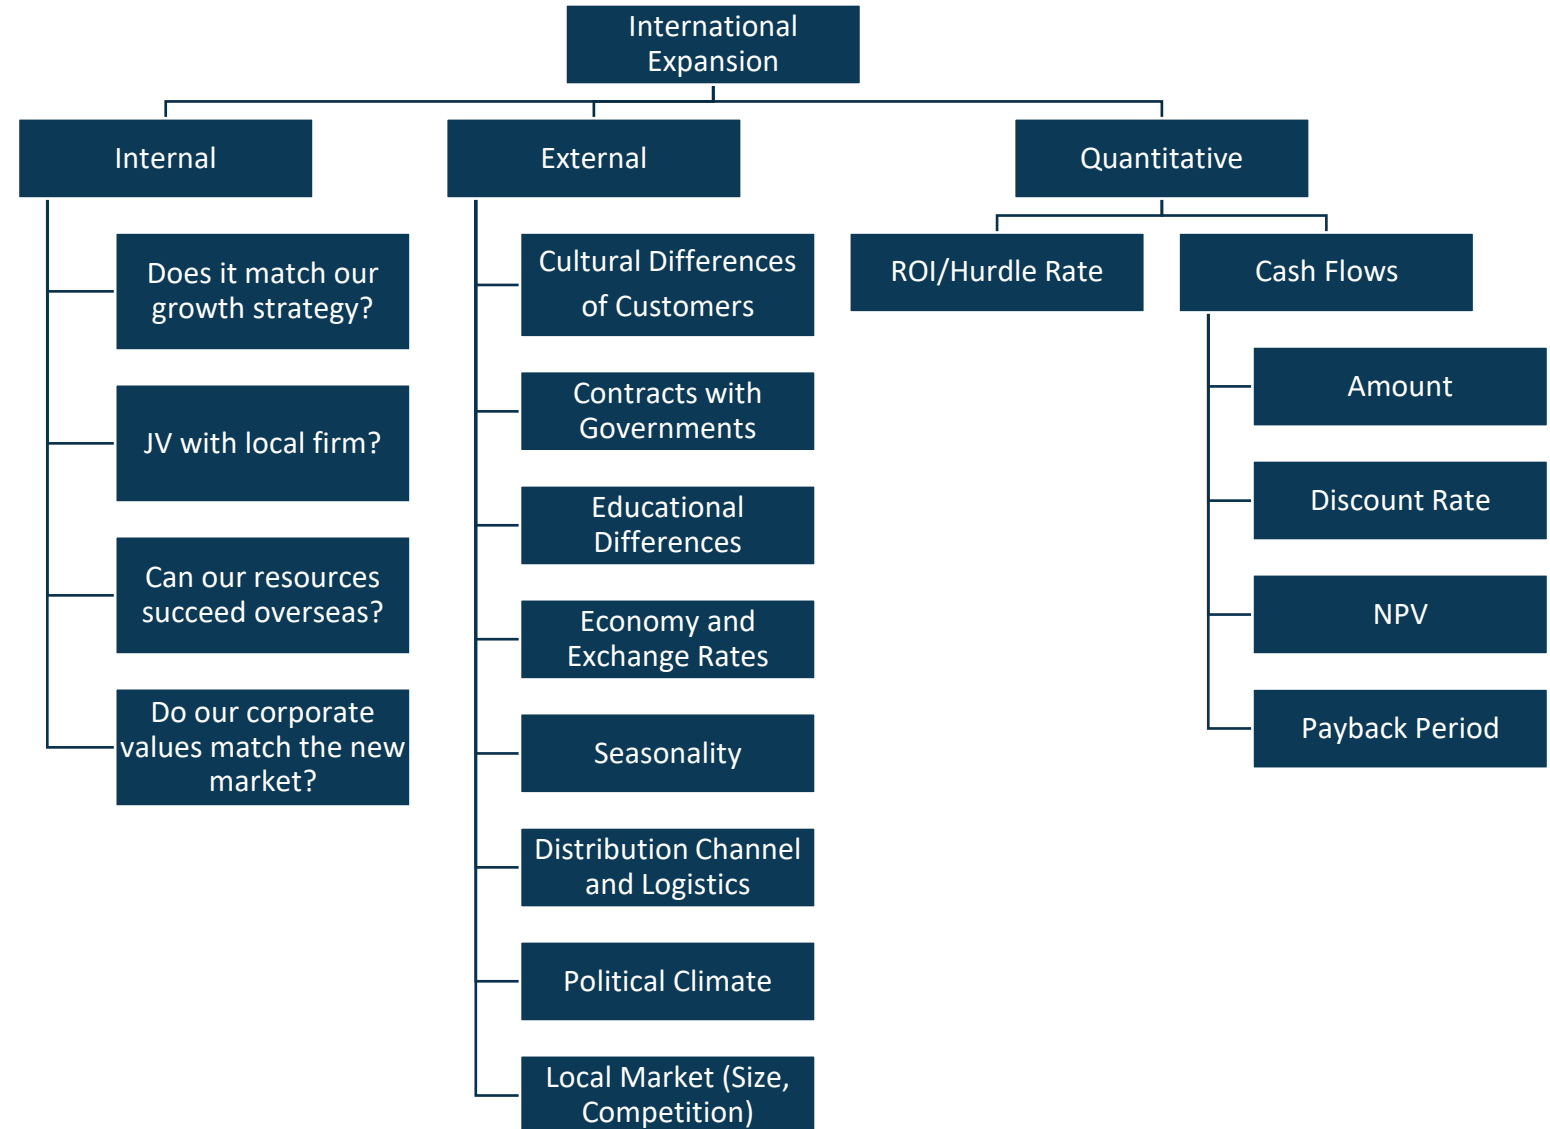 International
Expansion
Internal
Does it match our
growth strategy?
JV with local firm?
Can our resources
succeed overseas?
Do our corporate
values match the new
market?
External
Cultural Differences
of Customers
Contracts with
Governments
Educational
Differences
Economy and
Exchange Rates
Seasonality
Distribution Channel
and Logistics
Political Climate
Local Market (Size,
Competition)
Quantitative
ROI/Hurdle Rate
Cash Flows
Amount
Discount Rate
NPV
Payback Period